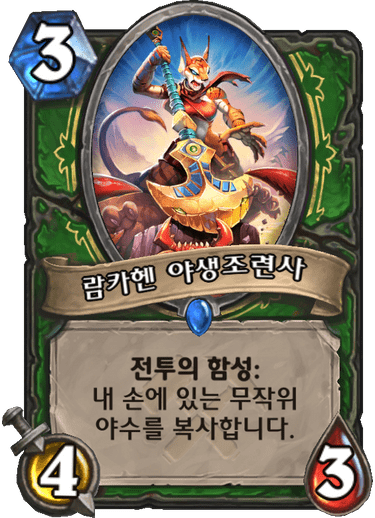 3
람카헨 야생조련사
전투의 함성:
내 손에 있는 무작위
야수를 복사합니다.
4
3